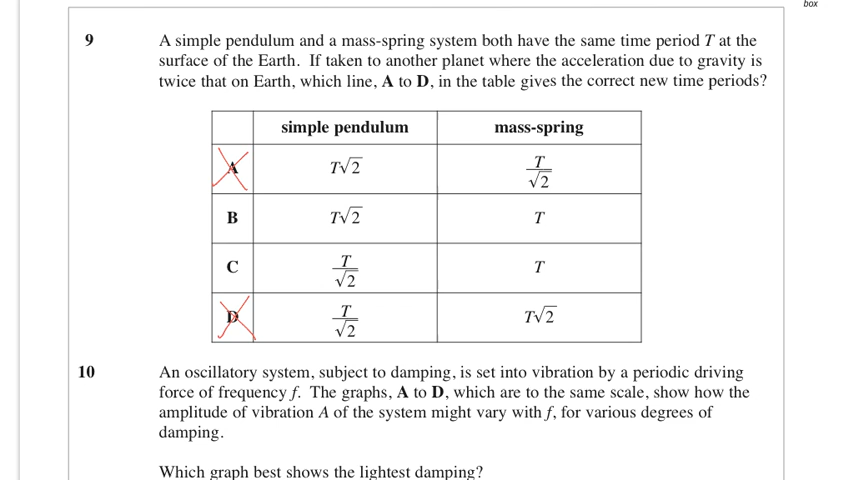 box
9 A simple pendulum and a mass-spring system both have the same time period T at the
surface of the Earth. If taken to another planet where the acceleration due to gravity is
twice that on Earth, which line, A to D, in the table gives the correct new time periods?
simple pendulum mass-spring
A T√2 T/√2
B T√2 T
C T/√2 T
D T/√2 T√2
10 An oscillatory system, subject to damping, is set into vibration by a periodic driving
force of frequency f. The graphs, A to D, which are to the same scale, show how the
amplitude of vibration A of the system might vary with f, for various degrees of
damping.
Which graph best shows the lightest damping?